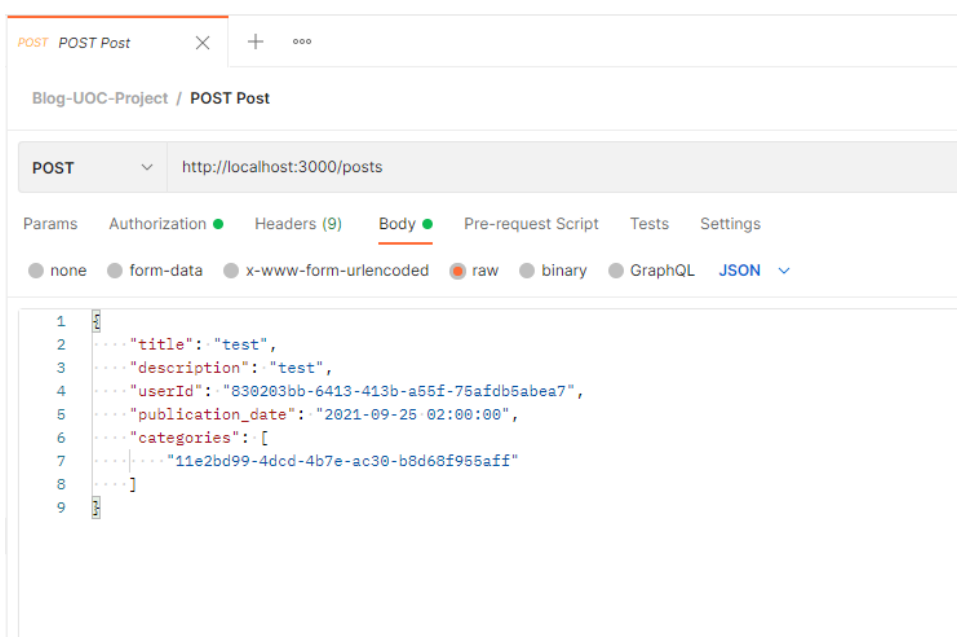 POST POST Post
Blog-UOC-Project / POST Post
POST http://localhost:3000/posts
Params Authorization Headers (9) Body Pre-request Script Tests Settings
none form-data x-www-form-urlencoded raw binary GraphQL JSON
1 {
2 "title": "test",
3 "description": "test",
4 "userId": "830203bb-6413-413b-a55f-75afdb5abea7",
5 "publication_date": "2021-09-25 02:00:00",
6 "categories": [
7 "11e2bd99-4dcd-4b7e-ac30-b8d68f955aff"
8 ]
9 }